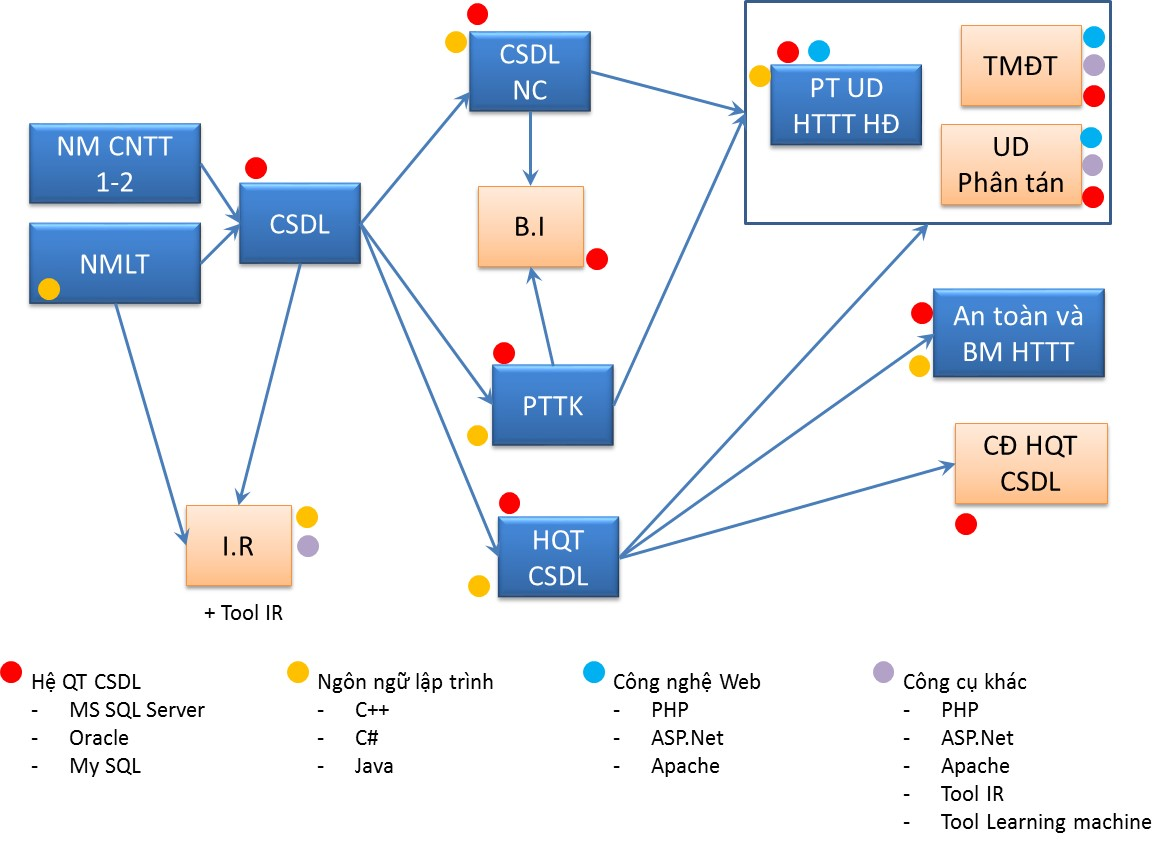 CSDL
NC
PT UD
HTTT HĐ
TMĐT
UD
Phân tán
NM CNTT
1-2
NMLT
CSDL
B.I
PTTK
HQT
CSDL
An toàn và
BM HTTT
CĐ HQT
CSDL
I.R
+ Tool IR
Hệ QT CSDL
- MS SQL Server
- Oracle
- My SQL
Ngôn ngữ lập trình
- C++
- C#
- Java
Công nghệ Web
- PHP
- ASP.Net
- Apache
Công cụ khác
- PHP
- ASP.Net
- Apache
- Tool IR
- Tool Learning machine